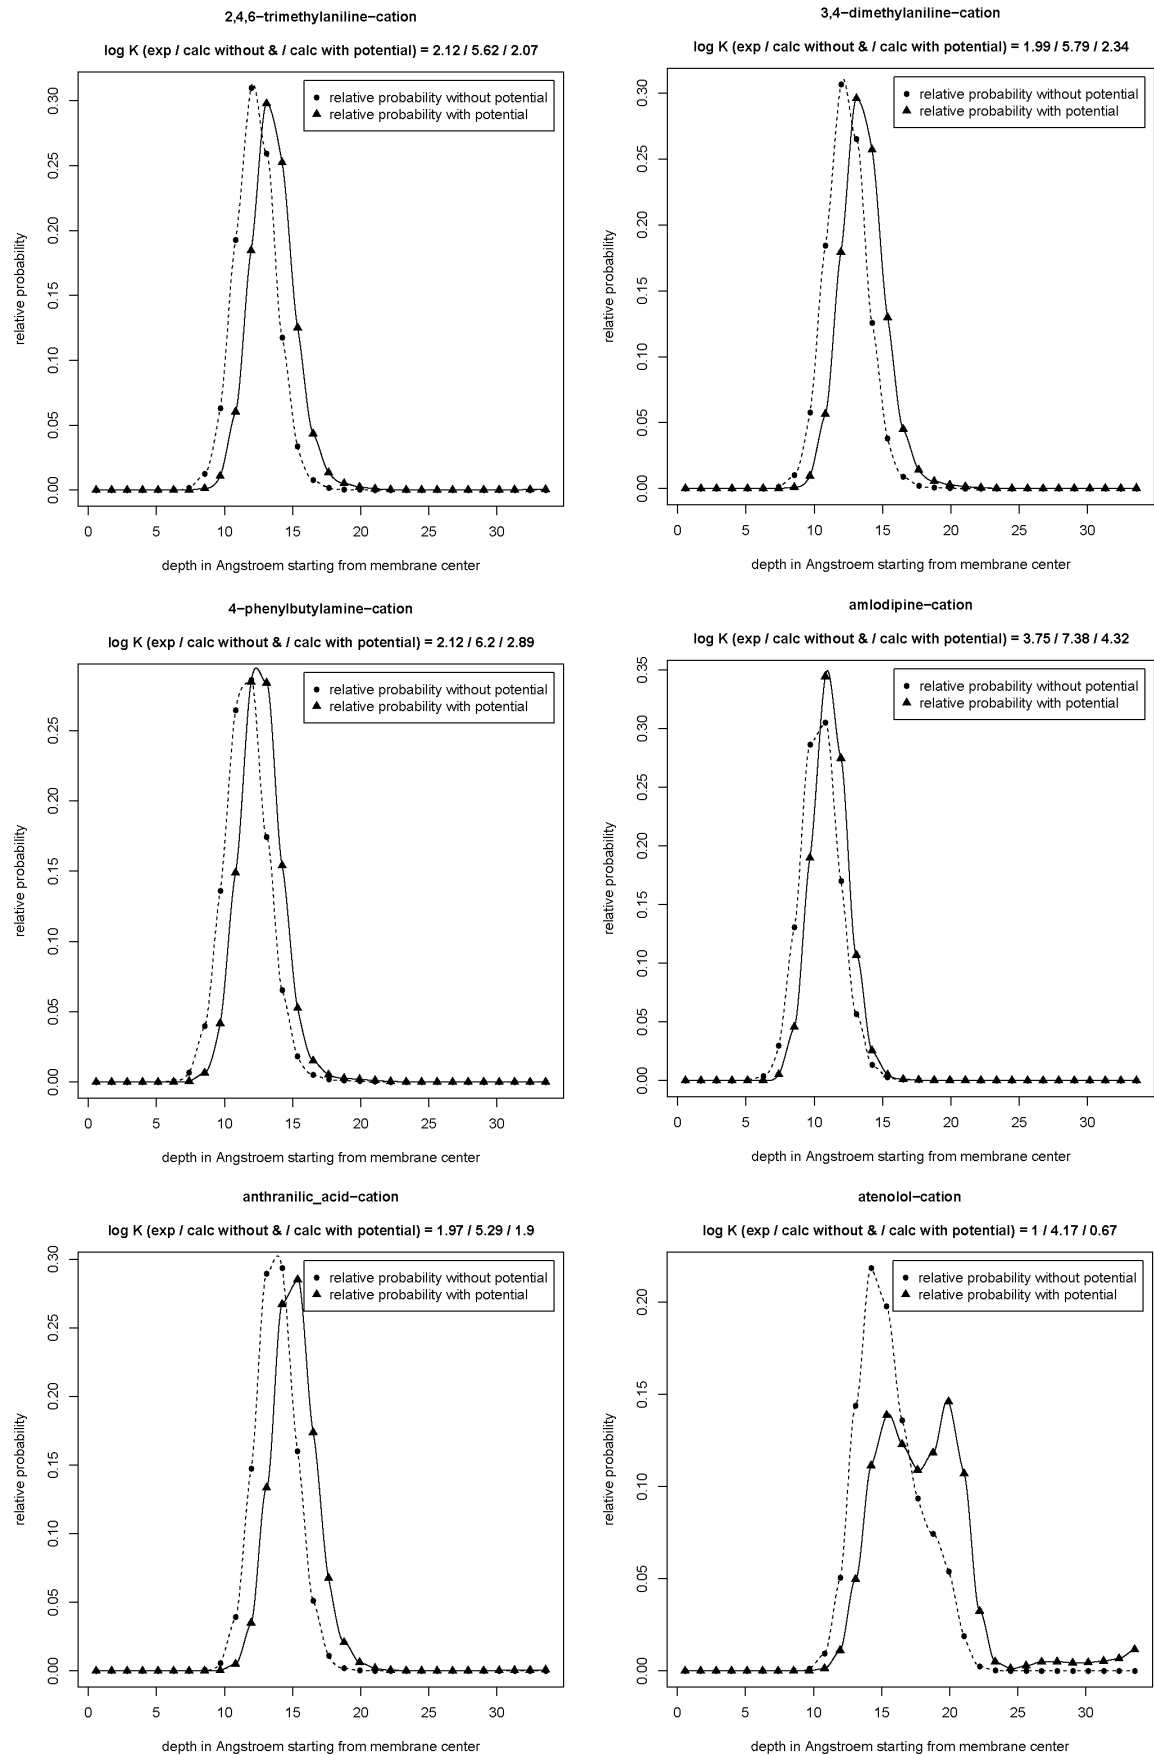 2,4,6−trimethylaniline−cation
log K (exp / calc without & / calc with potential) = 2.12 / 5.62 / 2.07
relative probability without potential
relative probability with potential
relative probability
0.00 0.05 0.10 0.15 0.20 0.25 0.30
0 5 10 15 20 25 30
depth in Angstroem starting from membrane center
3,4−dimethylaniline−cation
log K (exp / calc without & / calc with potential) = 1.99 / 5.79 / 2.34
relative probability without potential
relative probability with potential
relative probability
0.00 0.05 0.10 0.15 0.20 0.25 0.30
0 5 10 15 20 25 30
depth in Angstroem starting from membrane center
4−phenylbutylamine−cation
log K (exp / calc without & / calc with potential) = 2.12 / 6.2 / 2.89
relative probability without potential
relative probability with potential
relative probability
0.00 0.05 0.10 0.15 0.20 0.25
0 5 10 15 20 25 30
depth in Angstroem starting from membrane center
amlodipine−cation
log K (exp / calc without & / calc with potential) = 3.75 / 7.38 / 4.32
relative probability without potential
relative probability with potential
relative probability
0.00 0.05 0.10 0.15 0.20 0.25 0.30 0.35
0 5 10 15 20 25 30
depth in Angstroem starting from membrane center
anthranilic_acid−cation
log K (exp / calc without & / calc with potential) = 1.97 / 5.29 / 1.9
relative probability without potential
relative probability with potential
relative probability
0.00 0.05 0.10 0.15 0.20 0.25 0.30
0 5 10 15 20 25 30
depth in Angstroem starting from membrane center
atenolol−cation
log K (exp / calc without & / calc with potential) = 1 / 4.17 / 0.67
relative probability without potential
relative probability with potential
relative probability
0.00 0.05 0.10 0.15 0.20
0 5 10 15 20 25 30
depth in Angstroem starting from membrane center